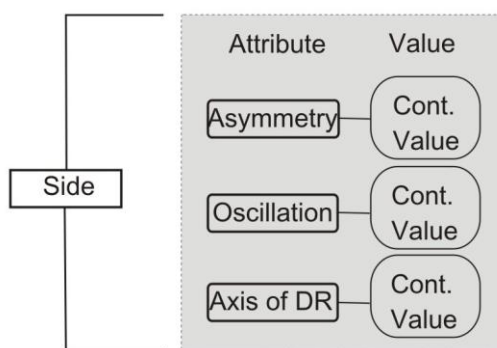 Attribute Value
Asymmetry
Cont.
Value
Side
Oscillation
Cont.
Value
Axis of DR
Cont.
Value